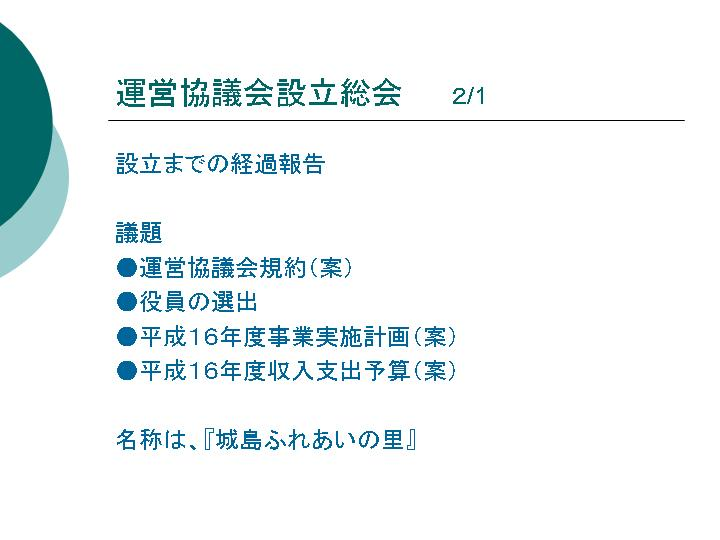 運営協議会設立総会　　2/1
設立までの経過報告
議題
●運営協議会規約（案）
●役員の選出
●平成１６年度事業実施計画（案）
●平成１６年度収入支出予算（案）
名称は、『城島ふれあいの里』